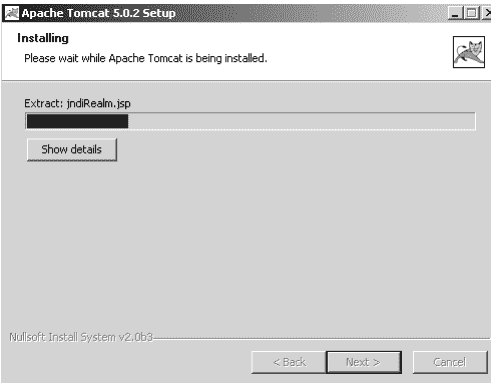 Apache Tomcat 5.0.2 Setup
Installing
Please wait while Apache Tomcat is being installed.
Extract: jndiRealm.jsp
Show details
Nullsoft Install System v2.0b3
< Back Next > Cancel